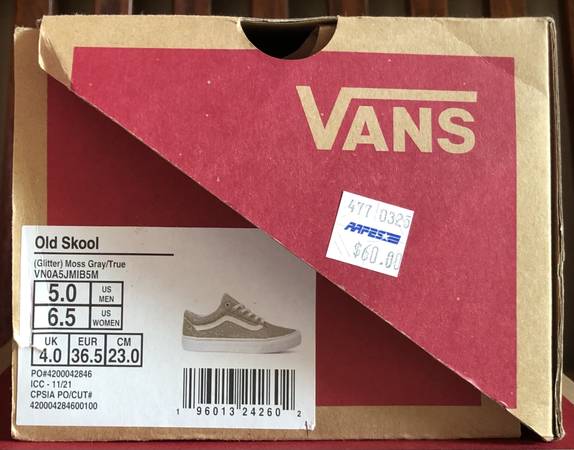 VANS
477 0325
AAFES
$60.00
Old Skool
(Glitter) Moss Gray/True
VN0A5JMIB5M
5.0 US MEN
6.5 US WOMEN
UK EUR CM
4.0 36.5 23.0
PO#4200042846
ICC - 11/21
CPSIA PO/CUT#
420004284600100
1 96013 24260 2